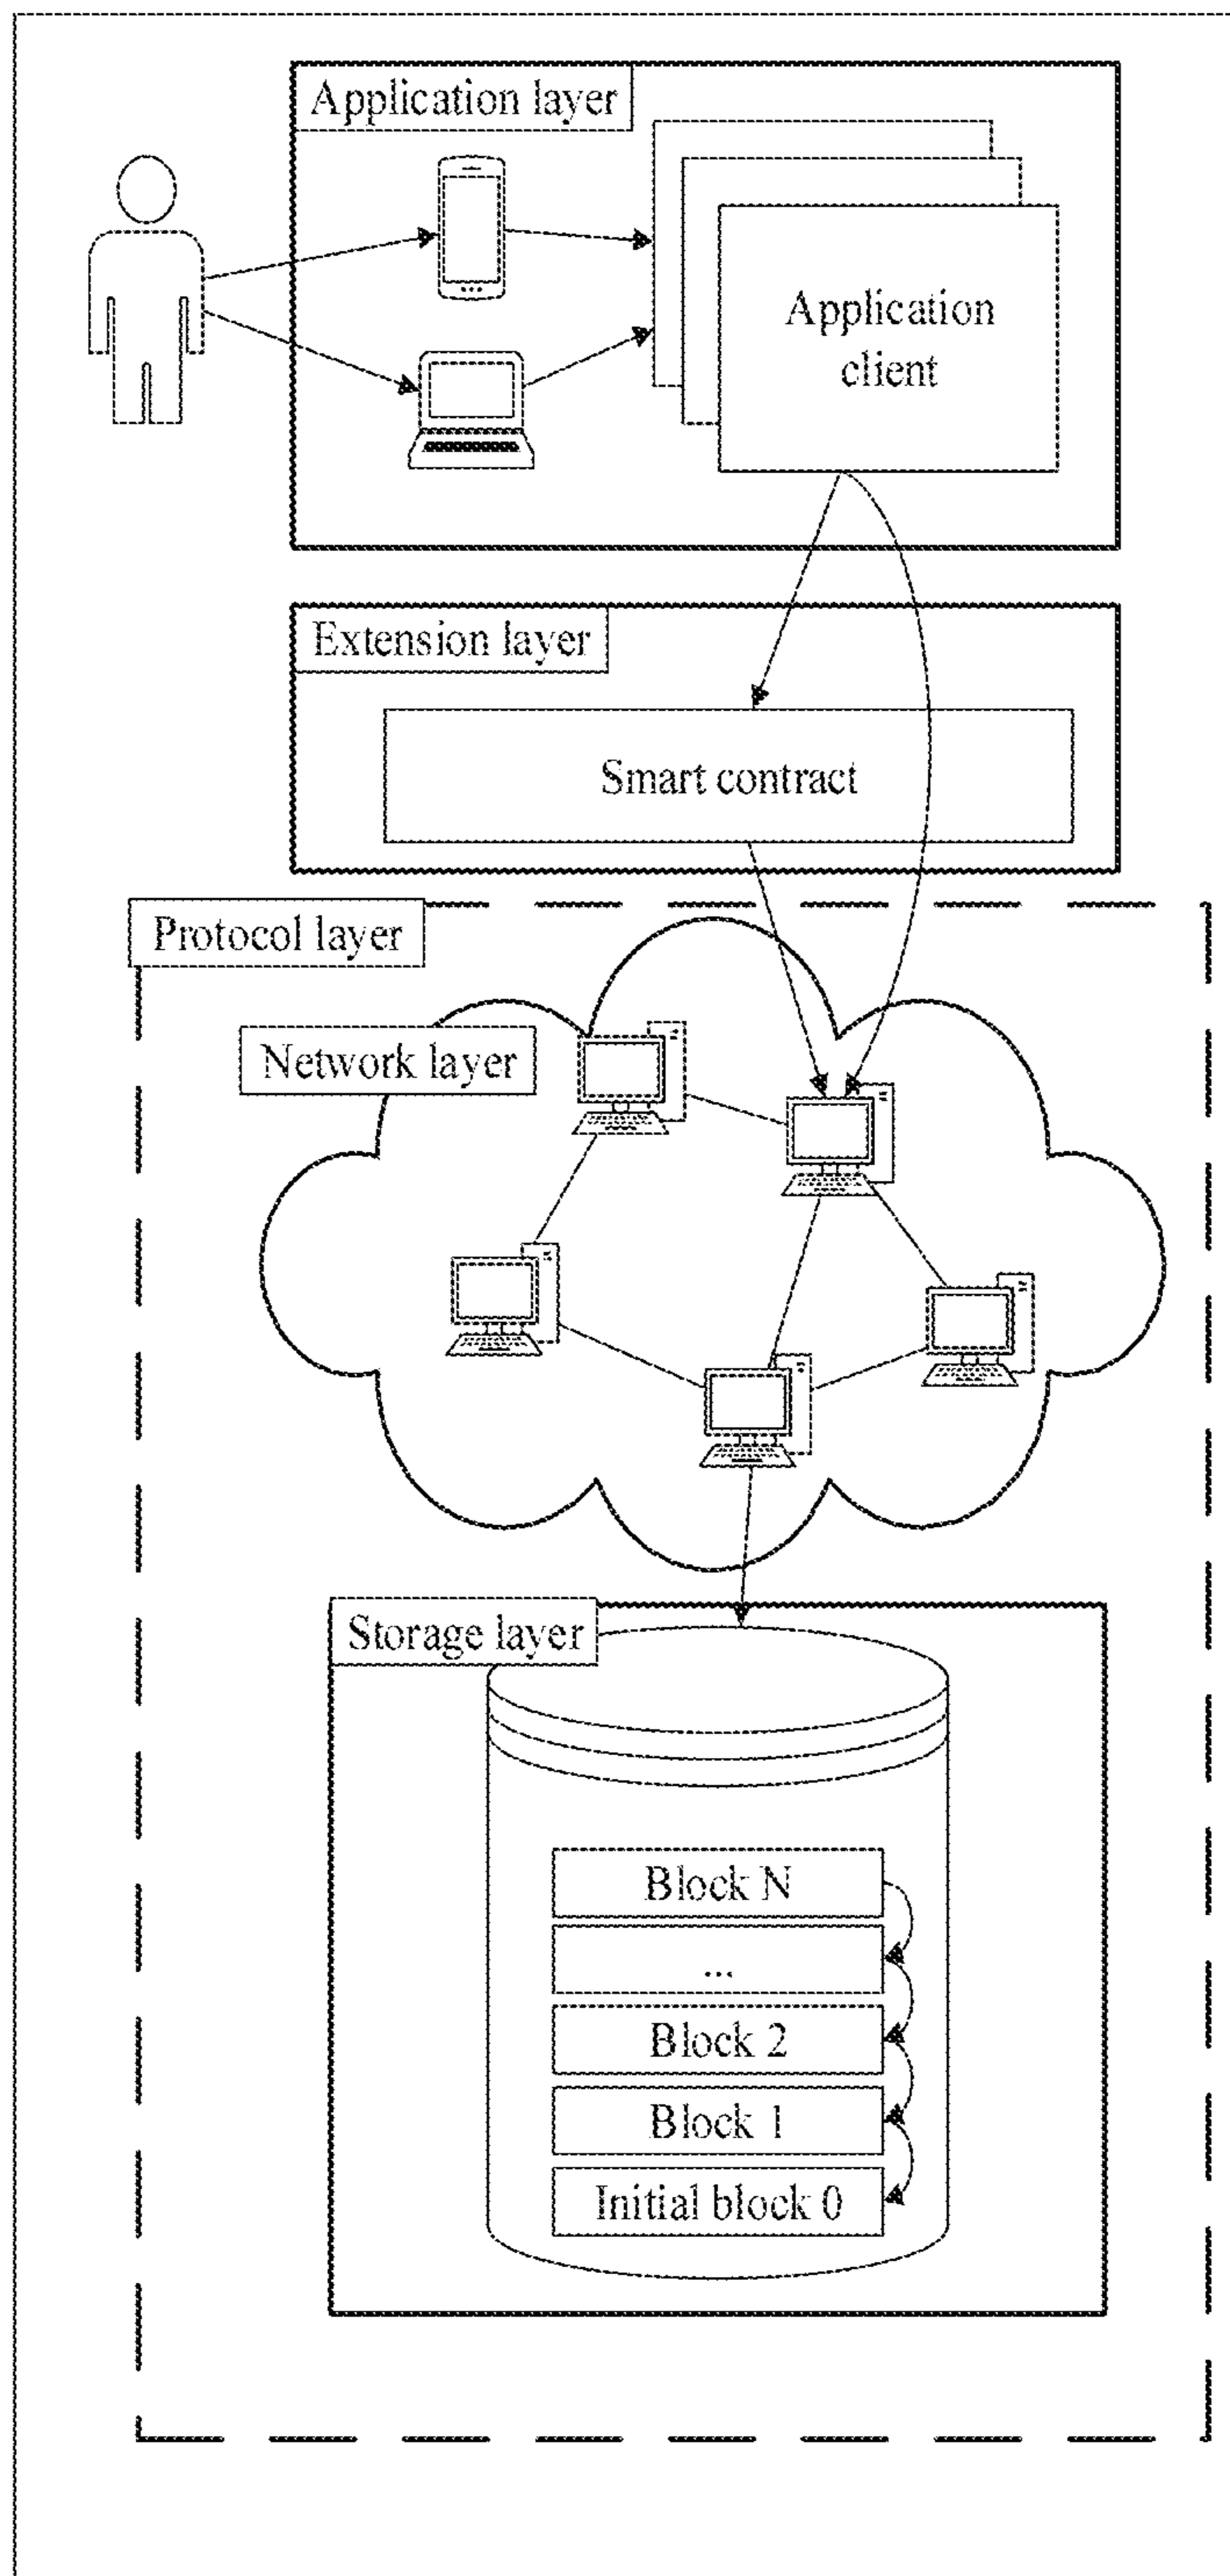 Application layer
Application
client
Extension layer
Smart contract
Protocol layer
Network layer
Storage layer
Block N
...
Block 2
Block 1
Initial block 0